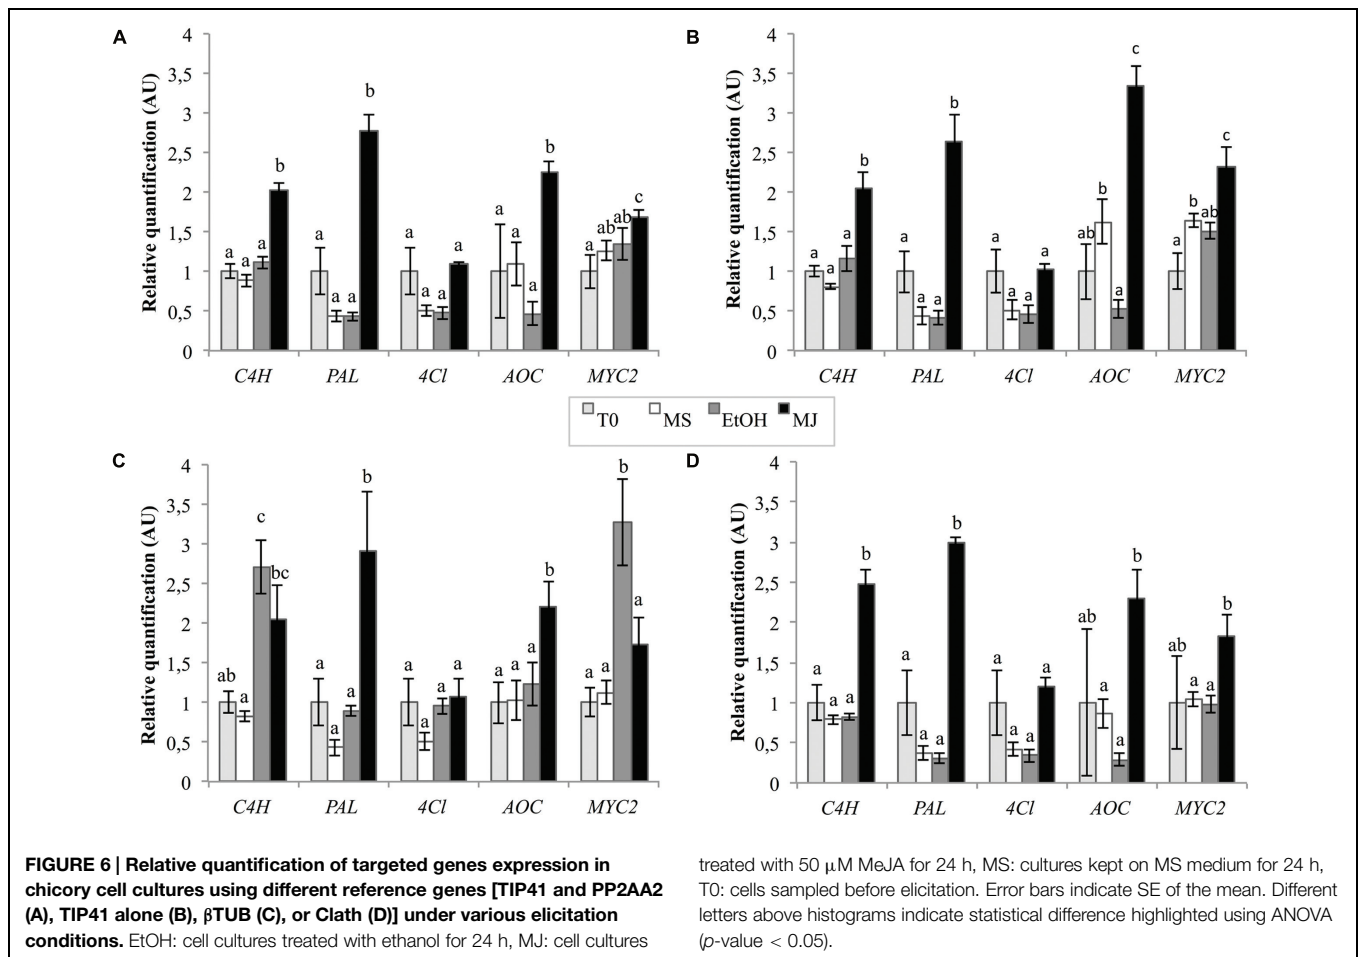 A
Relative quantification (AU)
4
3,5
3
2,5
2
1,5
1
0,5
0
a a a b
a a a b
a a a a
a a a b
a ab ab c
C4H PAL 4Cl AOC MYC2
B
Relative quantification (AU)
4
3,5
3
2,5
2
1,5
1
0,5
0
a a a b
a a a b
a a a a
ab b a c
a b ab c
C4H PAL 4Cl AOC MYC2
T0 MS EtOH MJ
C
Relative quantification (AU)
4
3,5
3
2,5
2
1,5
1
0,5
0
ab a c bc
a a a b
a a a a
a a a b
a a b a
C4H PAL 4Cl AOC MYC2
D
Relative quantification (AU)
4
3,5
3
2,5
2
1,5
1
0,5
0
a a a b
a a a b
a a a a
ab a a b
ab a a b
C4H PAL 4Cl AOC MYC2
FIGURE 6 | Relative quantification of targeted genes expression in
chicory cell cultures using different reference genes [TIP41 and PP2AA2
(A), TIP41 alone (B), βTUB (C), or Clath (D)] under various elicitation
conditions. EtOH: cell cultures treated with ethanol for 24 h, MJ: cell cultures
treated with 50 μM MeJA for 24 h, MS: cultures kept on MS medium for 24 h,
T0: cells sampled before elicitation. Error bars indicate SE of the mean. Different
letters above histograms indicate statistical difference highlighted using ANOVA
(p-value < 0.05).